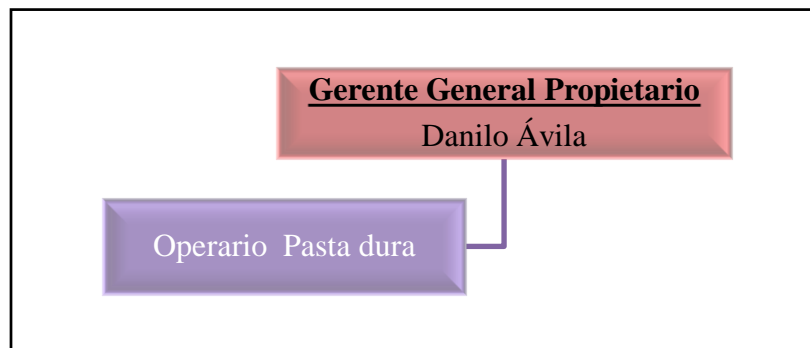 Gerente General Propietario
Danilo Ávila
Operario Pasta dura